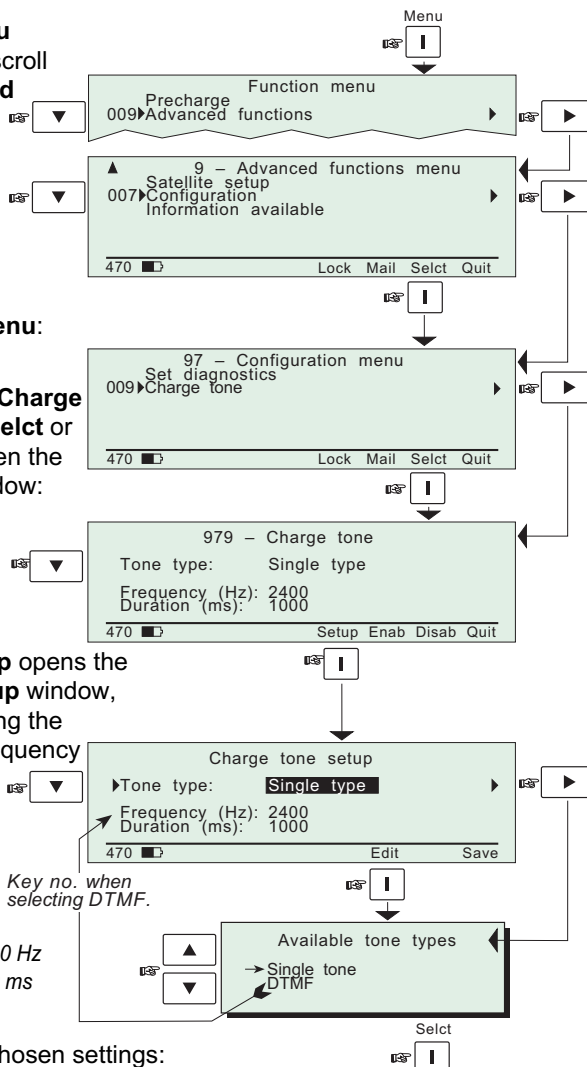 Menu
u
scroll
d
Function menu
Precharge
009 Advanced functions
9 – Advanced functions menu
Satellite setup
007 Configuration
Information available
470 Lock Mail Selct Quit
enu:
97 – Configuration menu
Set diagnostics
009 Charge tone
Charge
elct or
en the
dow:
470 Lock Mail Selct Quit
979 – Charge tone
Tone type: Single type
Frequency (Hz): 2400
Duration (ms): 1000
470 Setup Enab Disab Quit
p opens the
up window,
ng the
quency
Charge tone setup
Tone type: Single type
Frequency (Hz): 2400
Duration (ms): 1000
470 Edit Save
Key no. when
selecting DTMF.
Available tone types
Single tone
DTMF
0 Hz
ms
Selct
hosen settings: